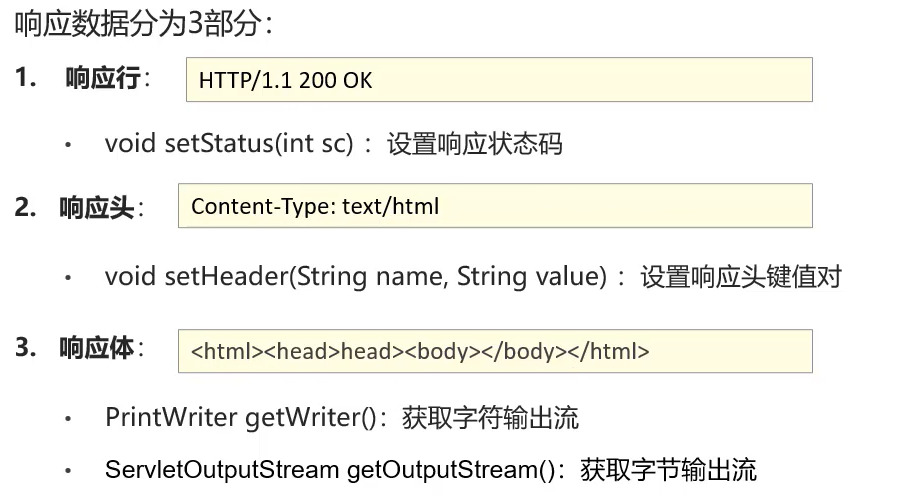 响应数据分为3部分：
1. 响应行： HTTP/1.1 200 OK
• void setStatus(int sc) ：设置响应状态码
2. 响应头： Content-Type: text/html
• void setHeader(String name, String value) ：设置响应头键值对
3. 响应体： <html><head>head><body></body></html>
• PrintWriter getWriter()：获取字符输出流
• ServletOutputStream getOutputStream()：获取字节输出流